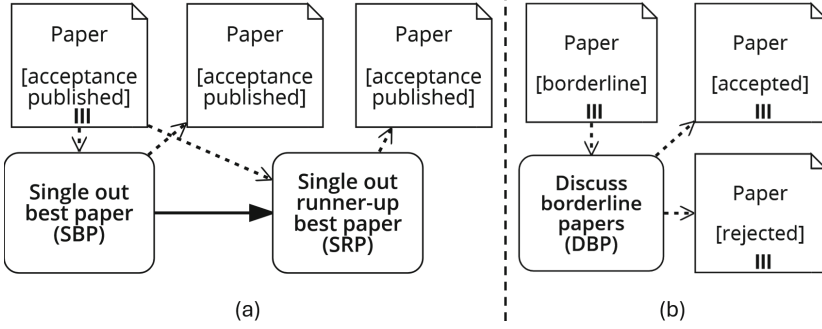 Paper
[acceptance
published]
Paper
[acceptance
published]
Paper
[acceptance
published]
Single out
best paper
(SBP)
Single out
runner-up
best paper
(SRP)
(a)
Paper
[borderline]
Paper
[accepted]
Discuss
borderline
papers
(DBP)
Paper
[rejected]
(b)